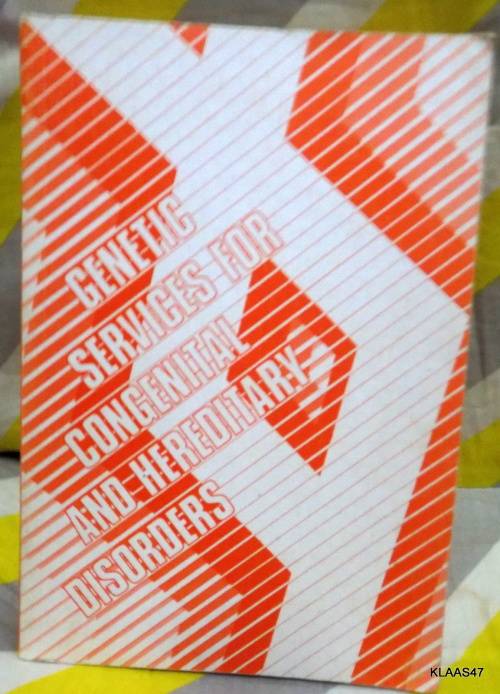 GENETIC
SERVICES FOR
CONGENITAL
AND HEREDITARY
DISORDERS
KLAAS47